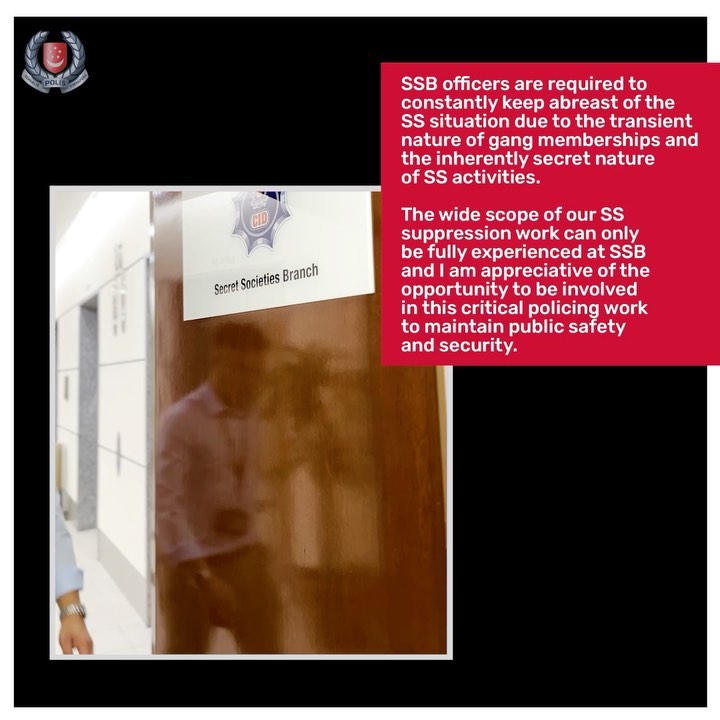 POLIS
SSB officers are required to
constantly keep abreast of the
SS situation due to the transient
nature of gang memberships and
the inherently secret nature
of SS activities.
The wide scope of our SS
suppression work can only
be fully experienced at SSB
and I am appreciative of the
opportunity to be involved
in this critical policing work
to maintain public safety
and security.
CID
Secret Societies Branch